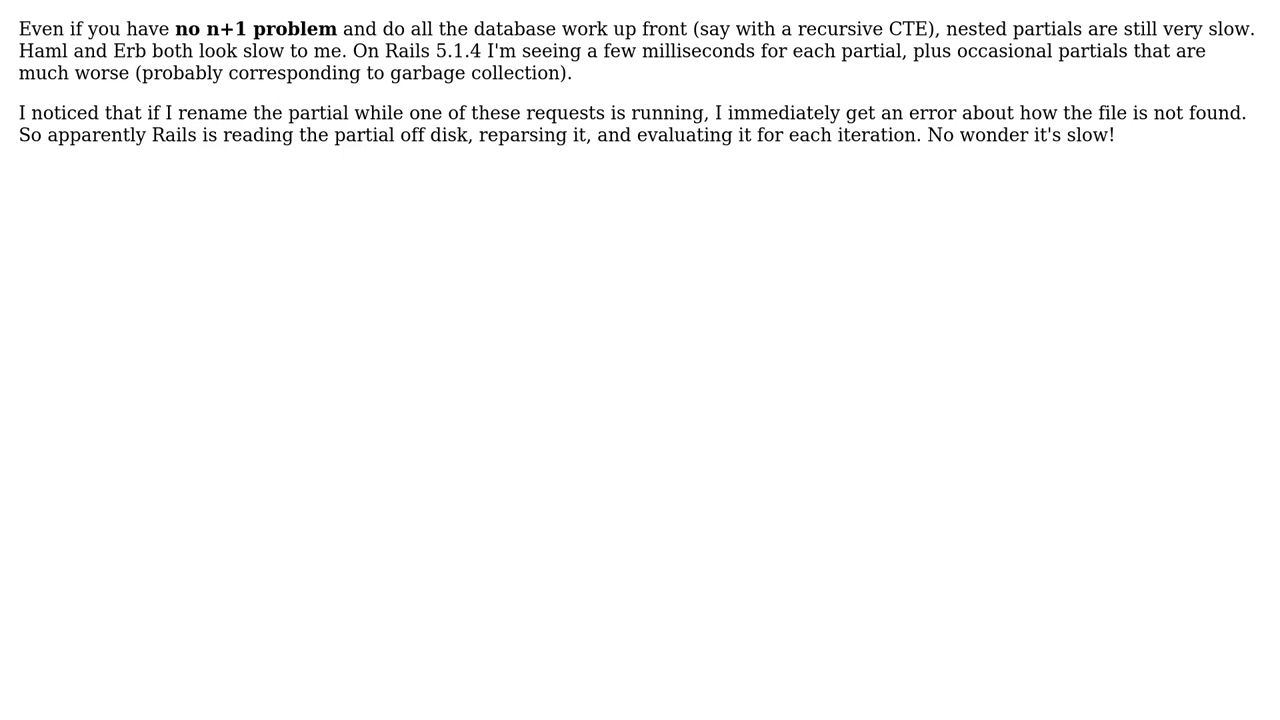 Even if you have no n+1 problem and do all the database work up front (say with a recursive CTE), nested partials are still very slow.
Haml and Erb both look slow to me. On Rails 5.1.4 I'm seeing a few milliseconds for each partial, plus occasional partials that are
much worse (probably corresponding to garbage collection).
I noticed that if I rename the partial while one of these requests is running, I immediately get an error about how the file is not found.
So apparently Rails is reading the partial off disk, reparsing it, and evaluating it for each iteration. No wonder it's slow!